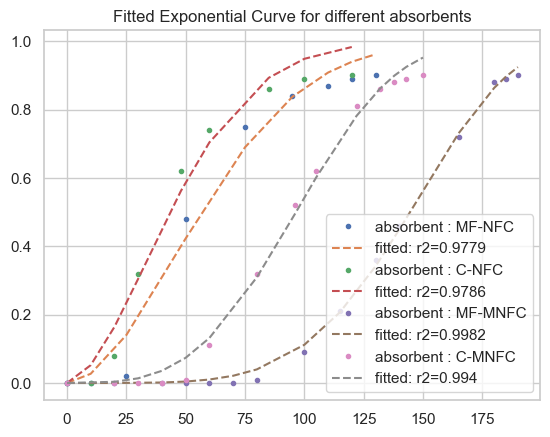 Fitted Exponential Curve for different absorbents
1.0
0.8
0.6
0.4
0.2
0.0
absorbent : MF-NFC
fitted: r2=0.9779
absorbent : C-NFC
fitted: r2=0.9786
absorbent : MF-MNFC
fitted: r2=0.9982
absorbent : C-MNFC
fitted: r2=0.994
0 25 50 75 100 125 150 175